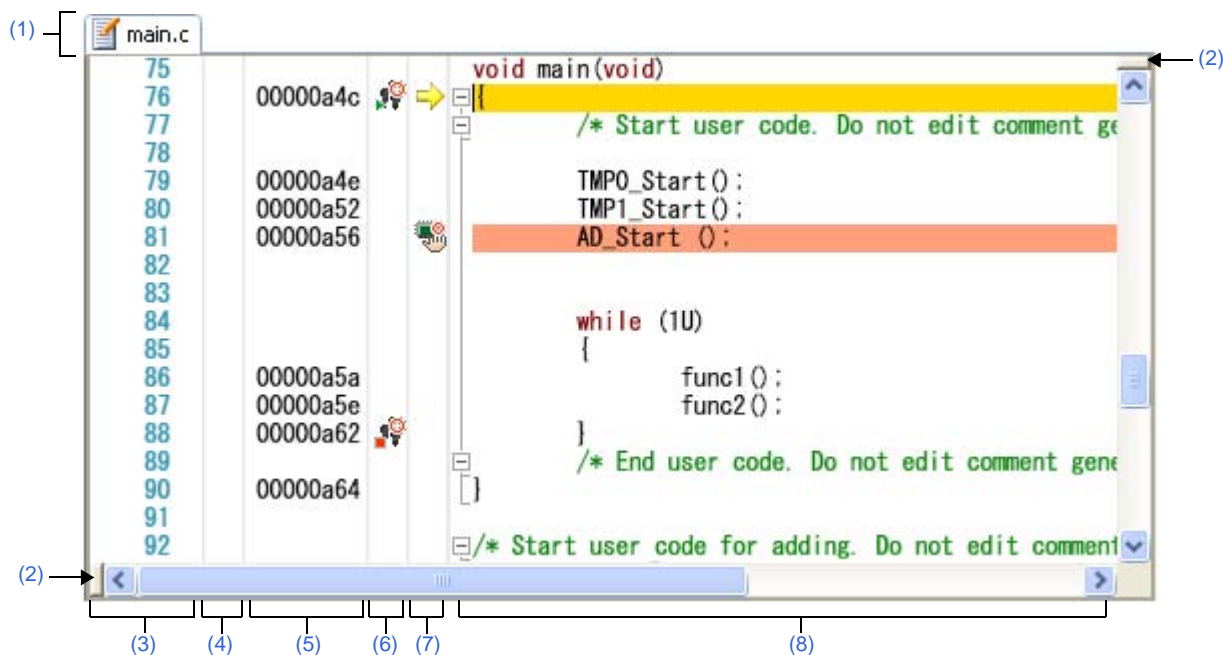 (1) main.c (2)
75 void main(void)
76 00000a4c {
77 /* Start user code. Do not edit comment ge
78
79 00000a4e TMP0_Start();
80 00000a52 TMP1_Start();
81 00000a56 AD_Start ();
82
83
84 while (1U)
85 {
86 00000a5a func1();
87 00000a5e func2();
88 00000a62 }
89 /* End user code. Do not edit comment gene
90 00000a64 }
91
92 /* Start user code for adding. Do not edit comment
(2)
(3) (4) (5) (6) (7) (8)